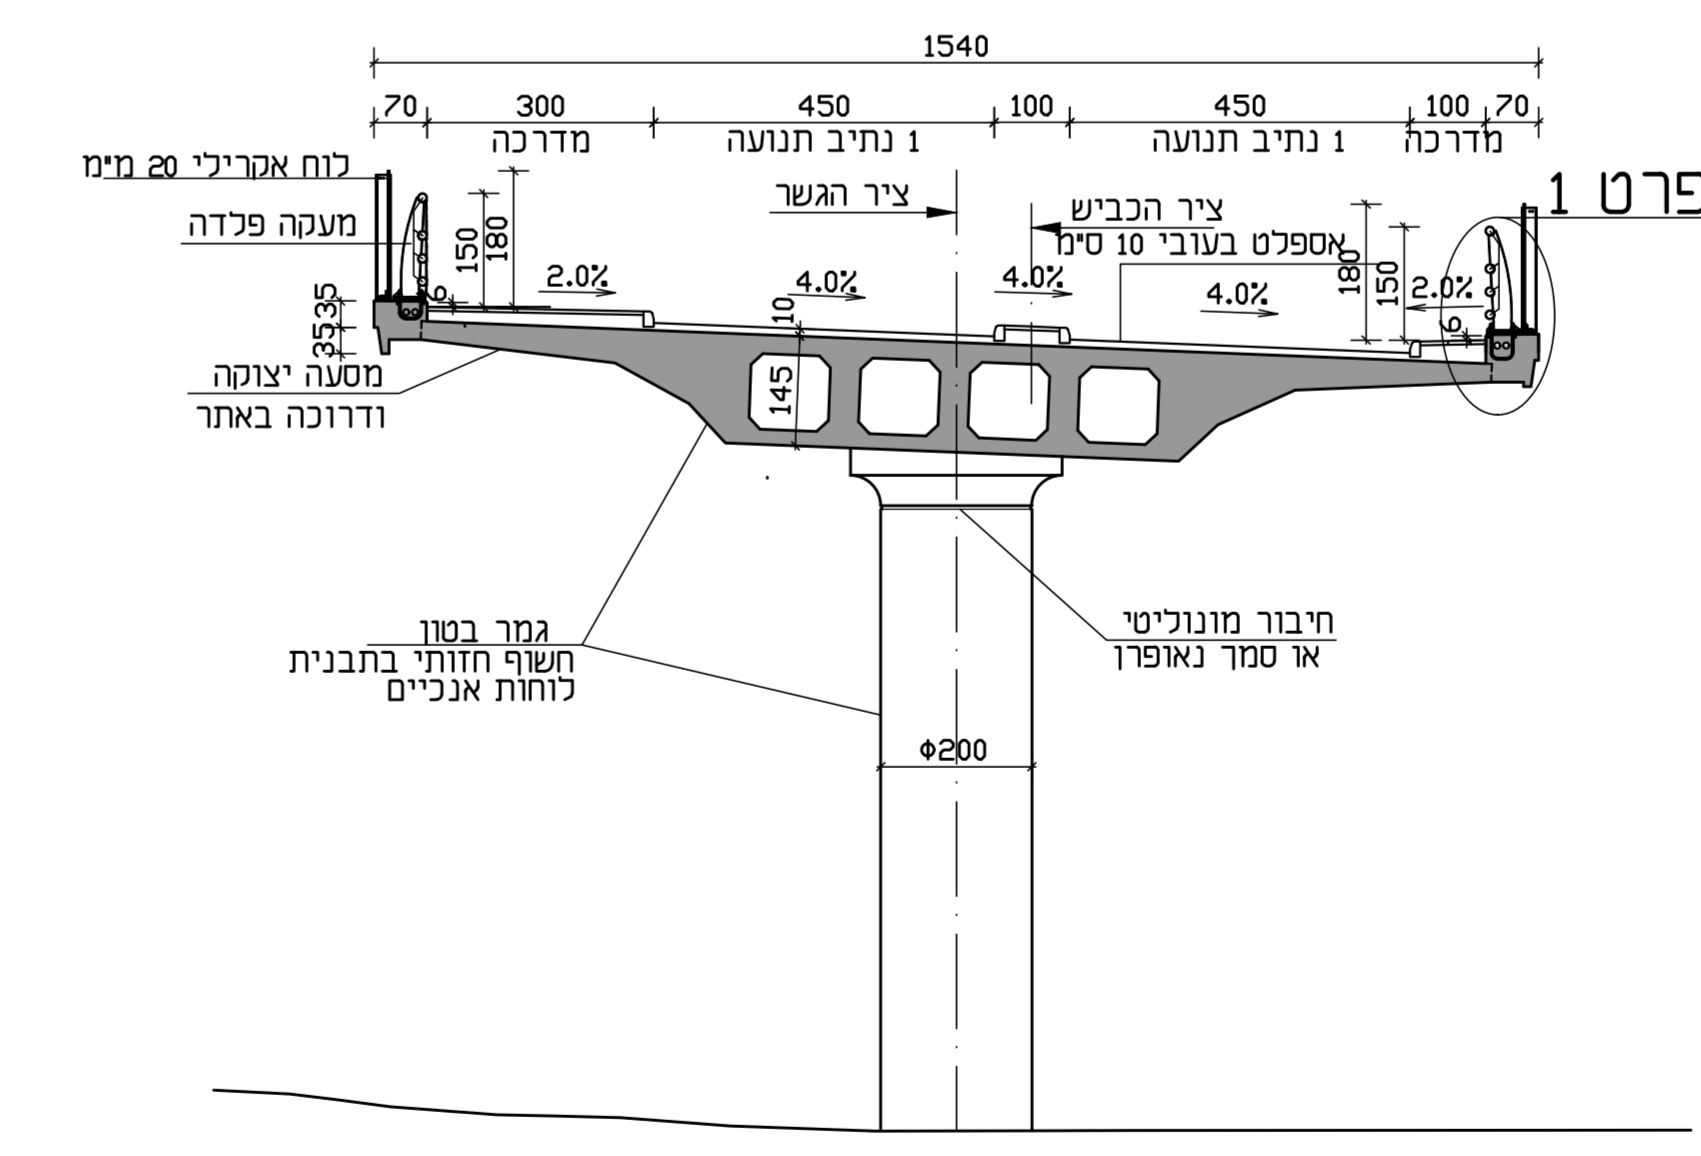 1540
70 300 450 100 450 100 70
מדרכה 1 נתיב תנועה 1 נתיב תנועה מדרכה
לוח אקרילי 20 מ"מ
מעקה פלדה
ציר הגשר
ציר הכביש
אספלט בעובי 10 ס"מ
פרט 1
150
180
180
150
2.0%
4.0%
4.0%
4.0%
2.0%
6
6
35
35
10
145
מסעה יצוקה
ודרוכה באתר
גמר בטון
חשוף חזותי בתבנית
לוחות אנכיים
חיבור מונוליטי
או סמך נאופרן
Φ200